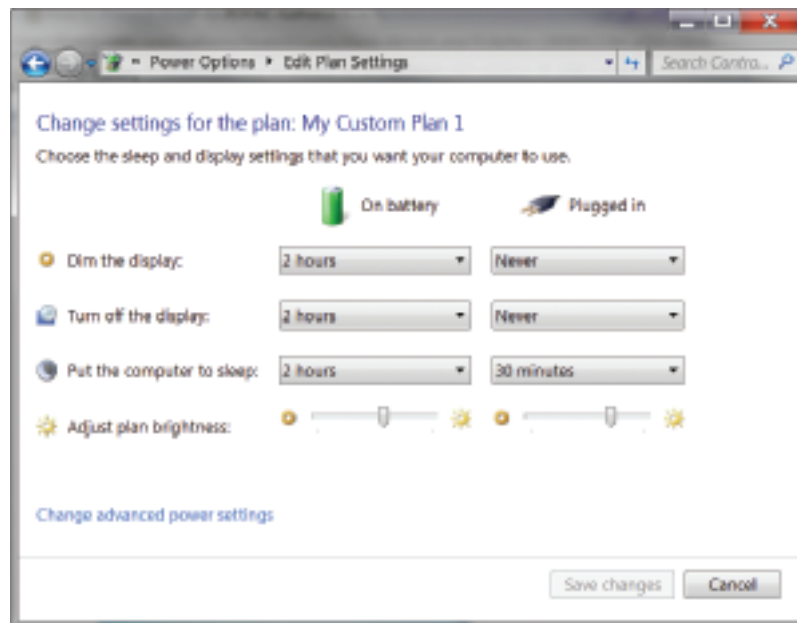 Power Options ▸ Edit Plan Settings
Search Contro...
Change settings for the plan: My Custom Plan 1
Choose the sleep and display settings that you want your computer to use.
On battery Plugged in
Dim the display: 2 hours Never
Turn off the display: 2 hours Never
Put the computer to sleep: 2 hours 30 minutes
Adjust plan brightness:
Change advanced power settings
Save changes Cancel